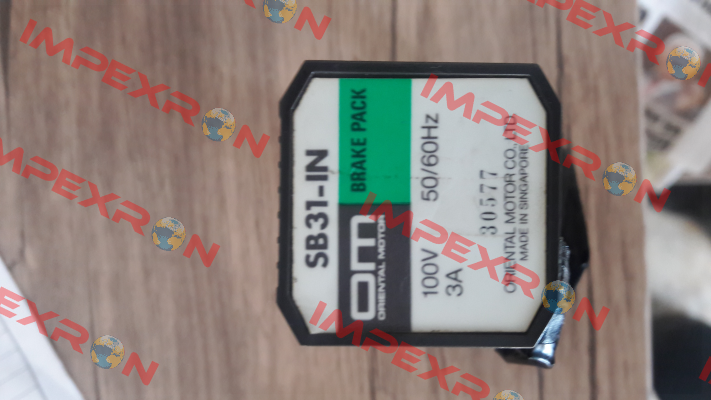 SB31-IN
om
ORIENTAL MOTOR
BRAKE PACK
100V 50/60Hz
3A
30577
ORIENTAL MOTOR CO., LTD.
MADE IN SINGAPORE
IMPEXRON
IMPEXRON
IMPEXRON
IMPEXRON
IMPEXRON
IMPEXRON
IMPEXRON